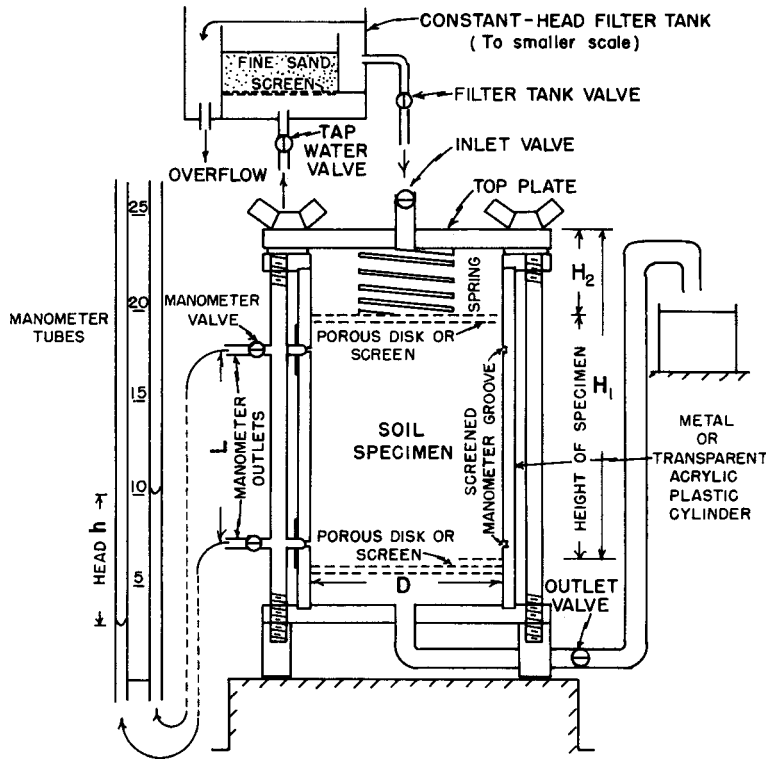 CONSTANT-HEAD FILTER TANK
(To smaller scale)
FINE SAND
SCREEN
FILTER TANK VALVE
TAP
WATER
VALVE
OVERFLOW
INLET VALVE
TOP PLATE
25
20
15
10
5
MANOMETER
TUBES
MANOMETER
VALVE
SPRING
H2
H1
POROUS DISK OR
SCREEN
L
MANOMETER
OUTLETS
SOIL
SPECIMEN
SCREENED
MANOMETER GROOVE
HEIGHT OF SPECIMEN
METAL
OR
TRANSPARENT
ACRYLIC
PLASTIC
CYLINDER
HEAD h
POROUS DISK OR
SCREEN
D
OUTLET
VALVE